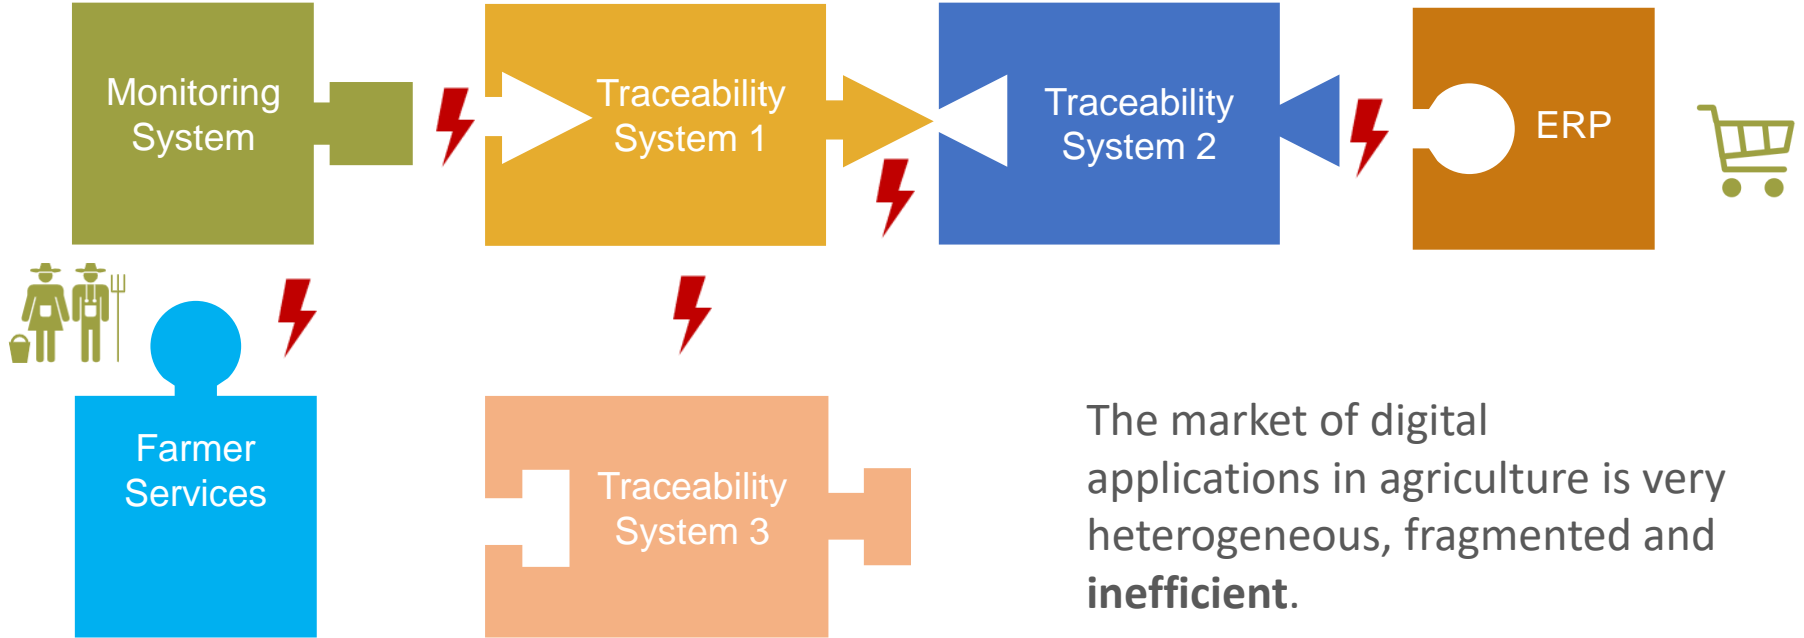 Monitoring
System
Traceability
System 1
Traceability
System 2
ERP
Farmer
Services
Traceability
System 3
The market of digital
applications in agriculture is very
heterogeneous, fragmented and
inefficient.